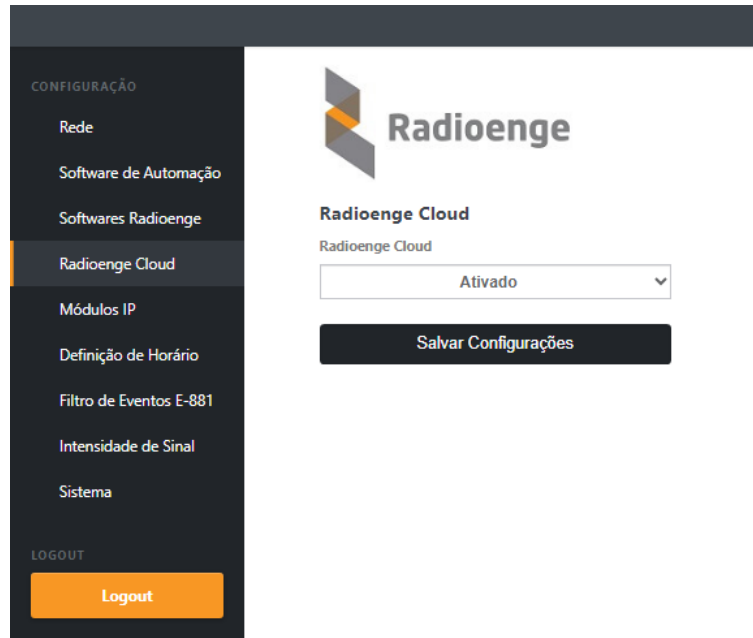 CONFIGURAÇÃO
Rede
Software de Automação
Softwares Radioenge
Radioenge Cloud
Módulos IP
Definição de Horário
Filtro de Eventos E-881
Intensidade de Sinal
Sistema
LOGOUT
Logout
Radioenge
Radioenge Cloud
Radioenge Cloud
Ativado
Salvar Configurações